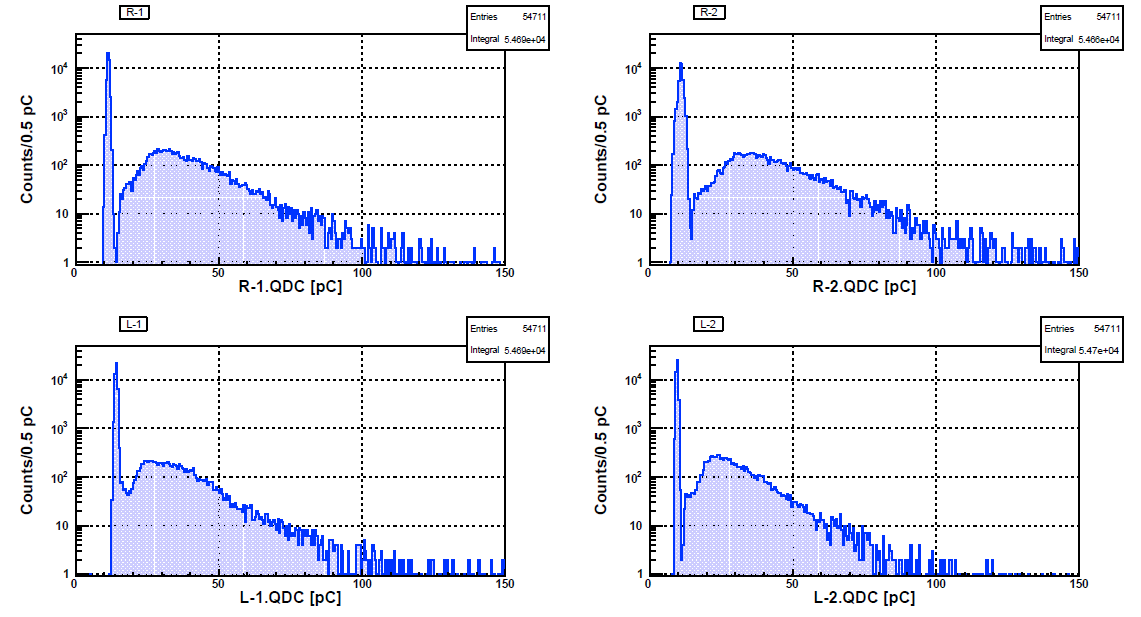 R-1
Entries 54711
Integral 5.469e+04
Counts/0.5 pC
10^4
10^3
10^2
10
1
0 50 100 150
R-1.QDC [pC]
R-2
Entries 54711
Integral 5.466e+04
Counts/0.5 pC
10^4
10^3
10^2
10
1
0 50 100 150
R-2.QDC [pC]
L-1
Entries 54711
Integral 5.469e+04
Counts/0.5 pC
10^4
10^3
10^2
10
1
0 50 100 150
L-1.QDC [pC]
L-2
Entries 54711
Integral 5.47e+04
Counts/0.5 pC
10^4
10^3
10^2
10
1
0 50 100 150
L-2.QDC [pC]